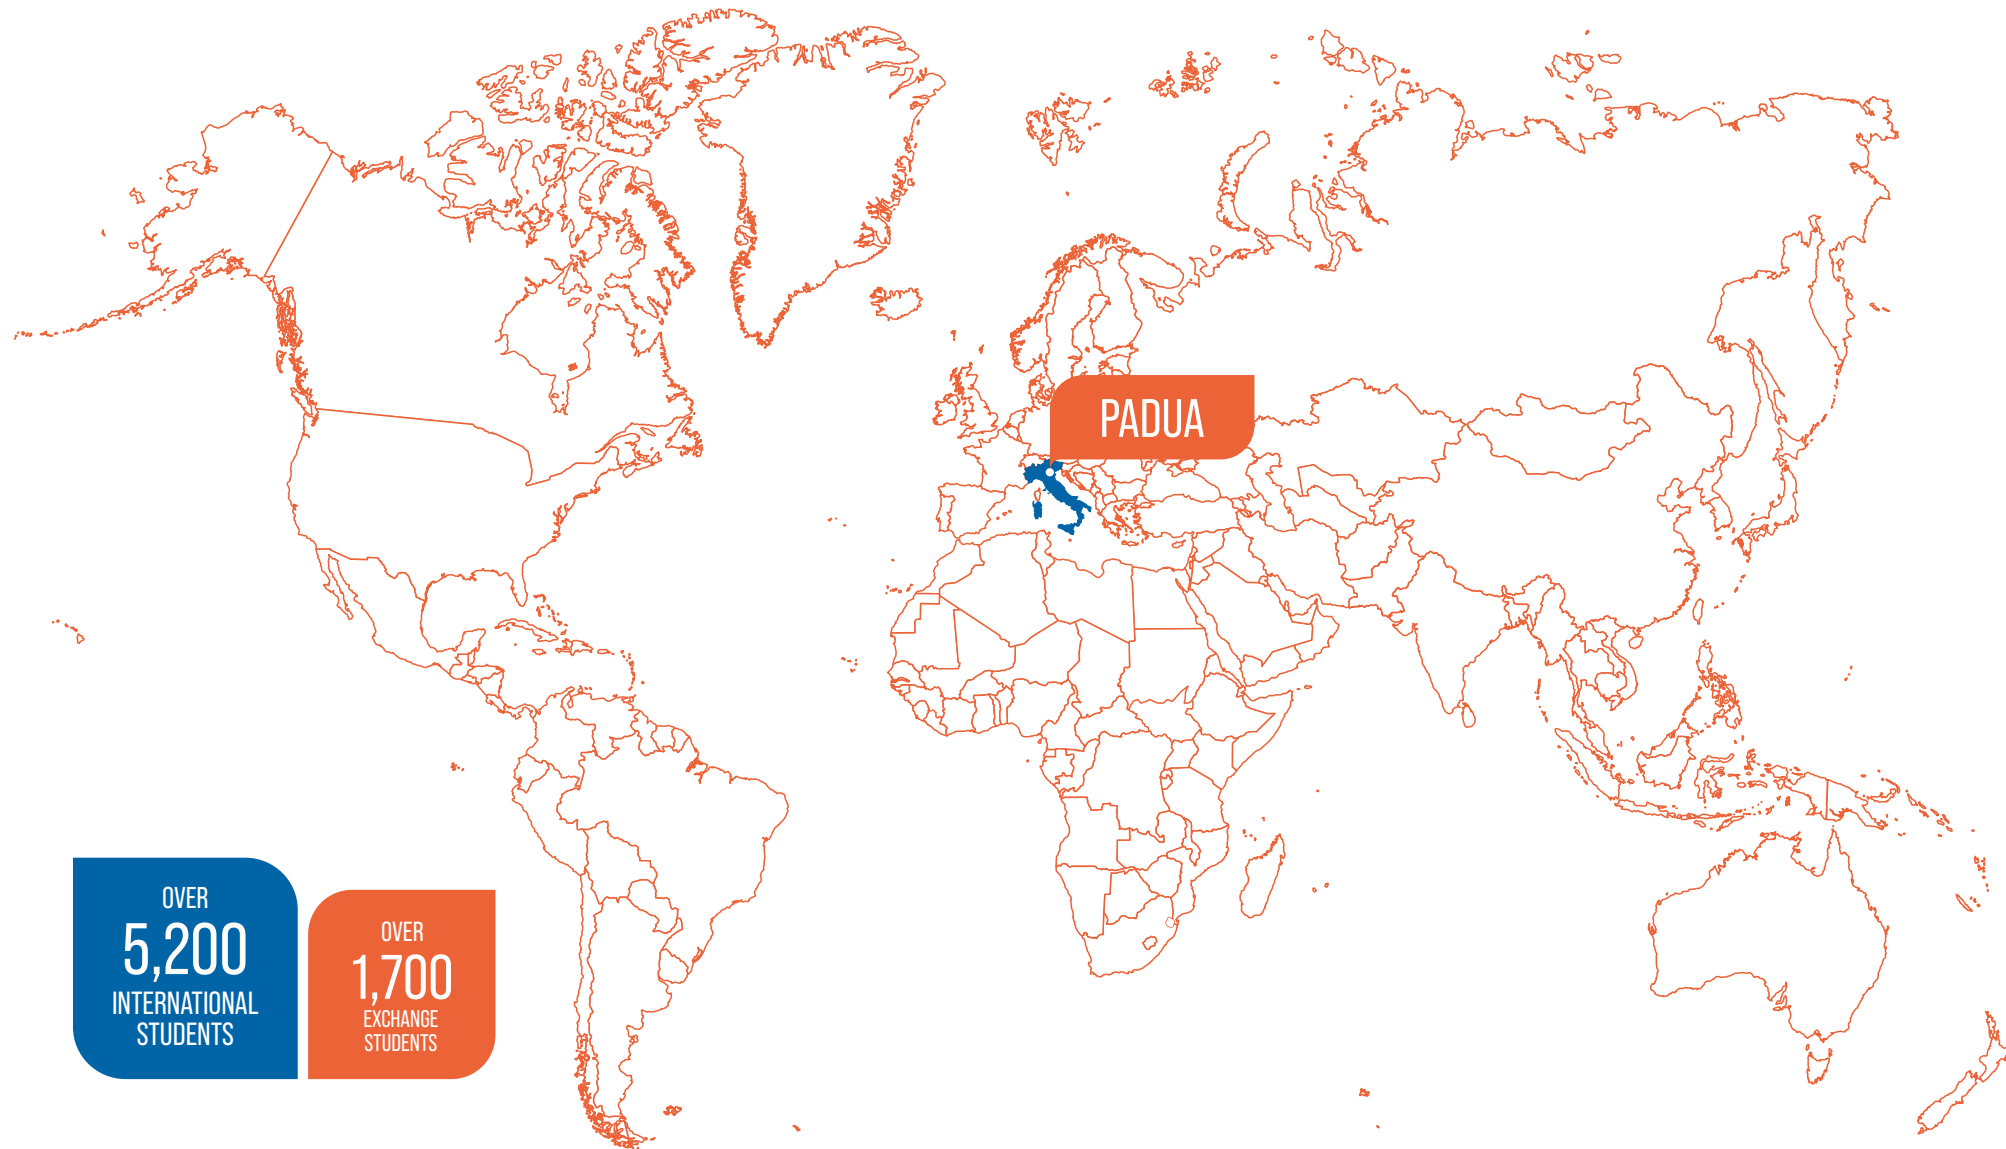 PADUA
OVER
5,200
INTERNATIONAL
STUDENTS
OVER
1,700
EXCHANGE
STUDENTS